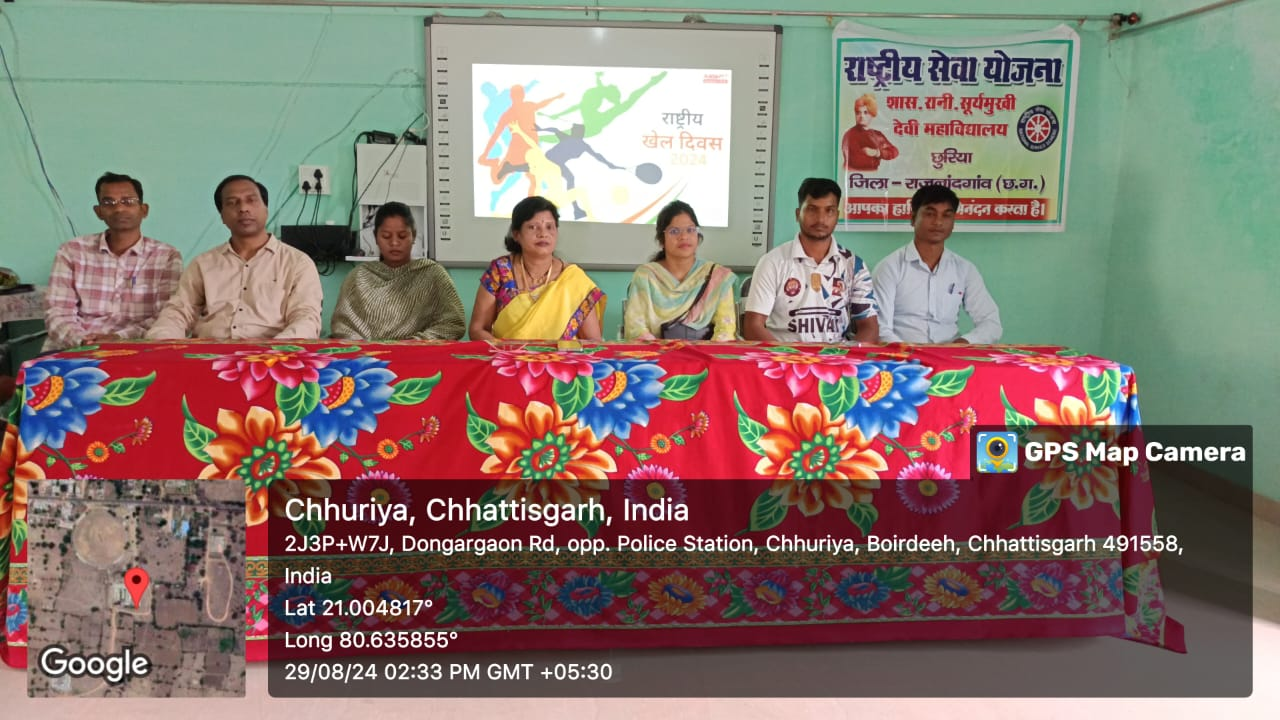 राष्ट्रीय
खेल दिवस
2024
राष्ट्रीय सेवा योजना
शास. रानी. सूर्यमुखी
देवी महाविद्यालय
छुरिया
जिला - राजनांदगांव (छ.ग.)
आपका करता है।
SHIVA
GPS Map Camera
Chhuriya, Chhattisgarh, India
2J3P+W7J, Dongargaon Rd, opp. Police Station, Chhuriya, Boirdeeh, Chhattisgarh 491558,
India
Lat 21.004817°
Long 80.635855°
29/08/24 02:33 PM GMT +05:30
Google